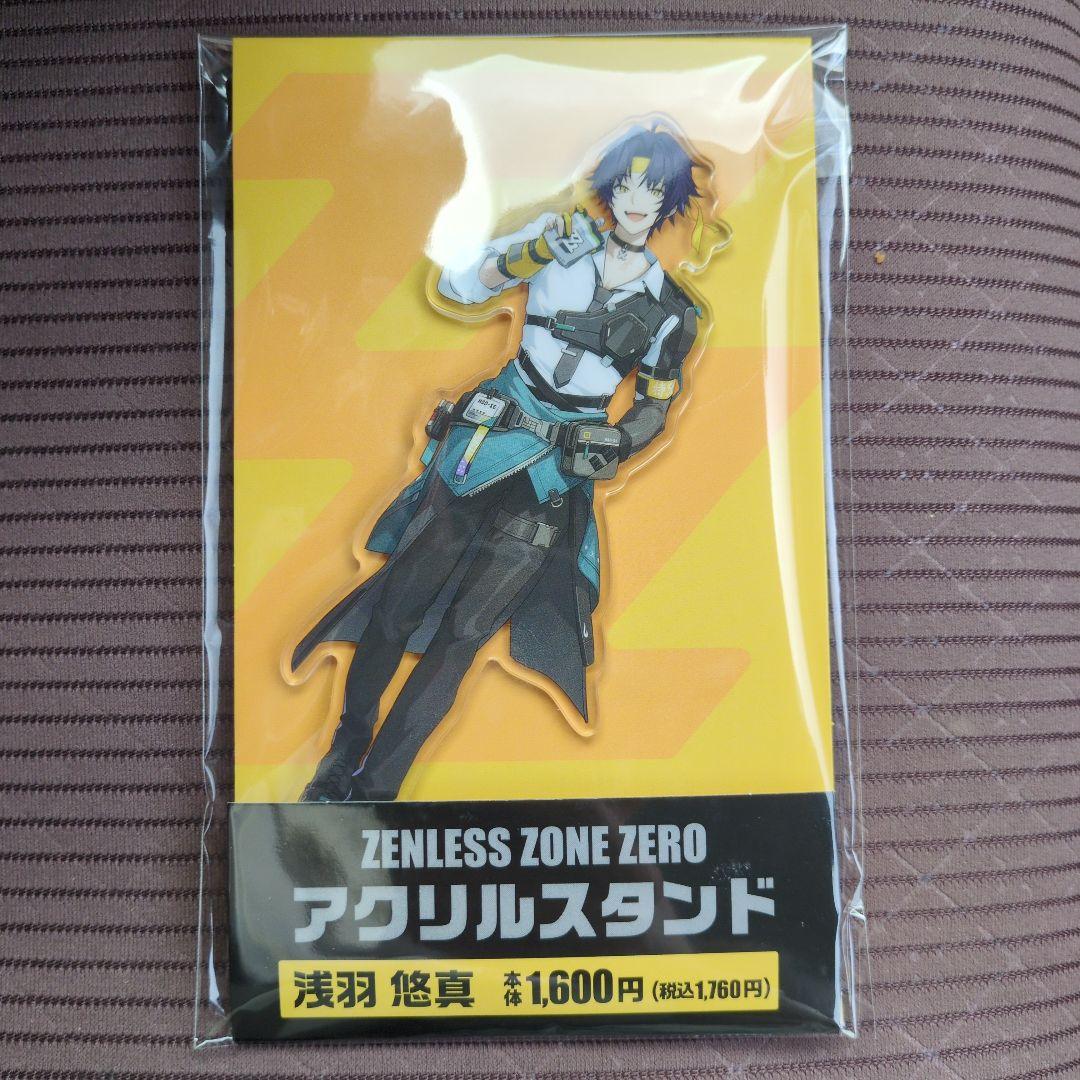 ZENLESS ZONE ZERO
アクリルスタンド
浅羽 悠真 本体1,600円(税込1,760円)